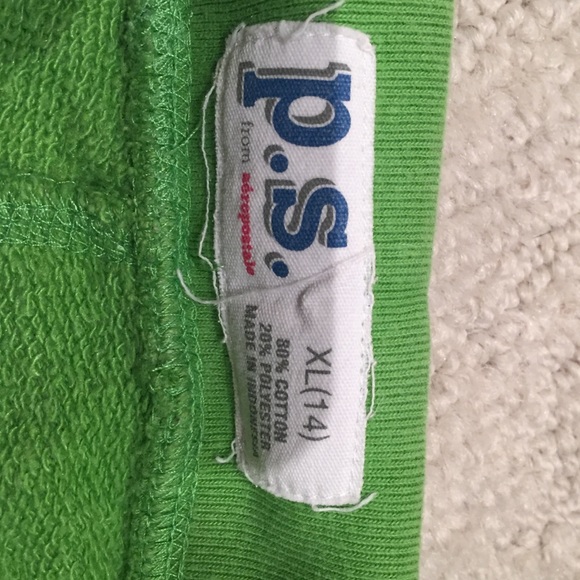 p.s.
from aéropostale
XL(14)
80% COTTON
20% POLYESTER
MADE IN INDONESIA